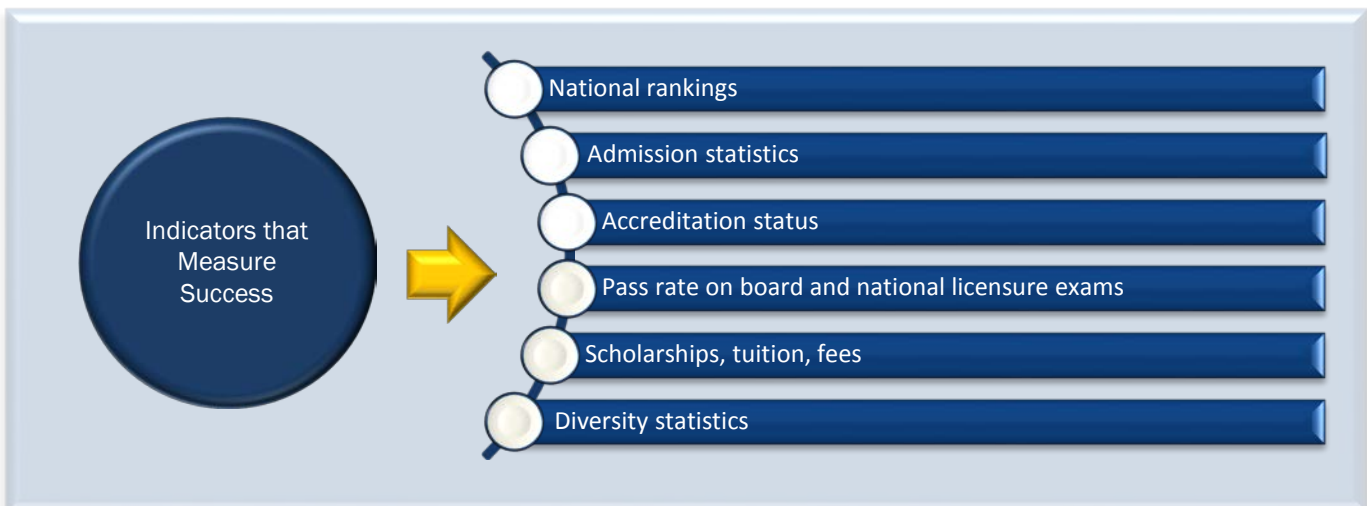 Indicators that
Measure
Success
National rankings
Admission statistics
Accreditation status
Pass rate on board and national licensure exams
Scholarships, tuition, fees
Diversity statistics